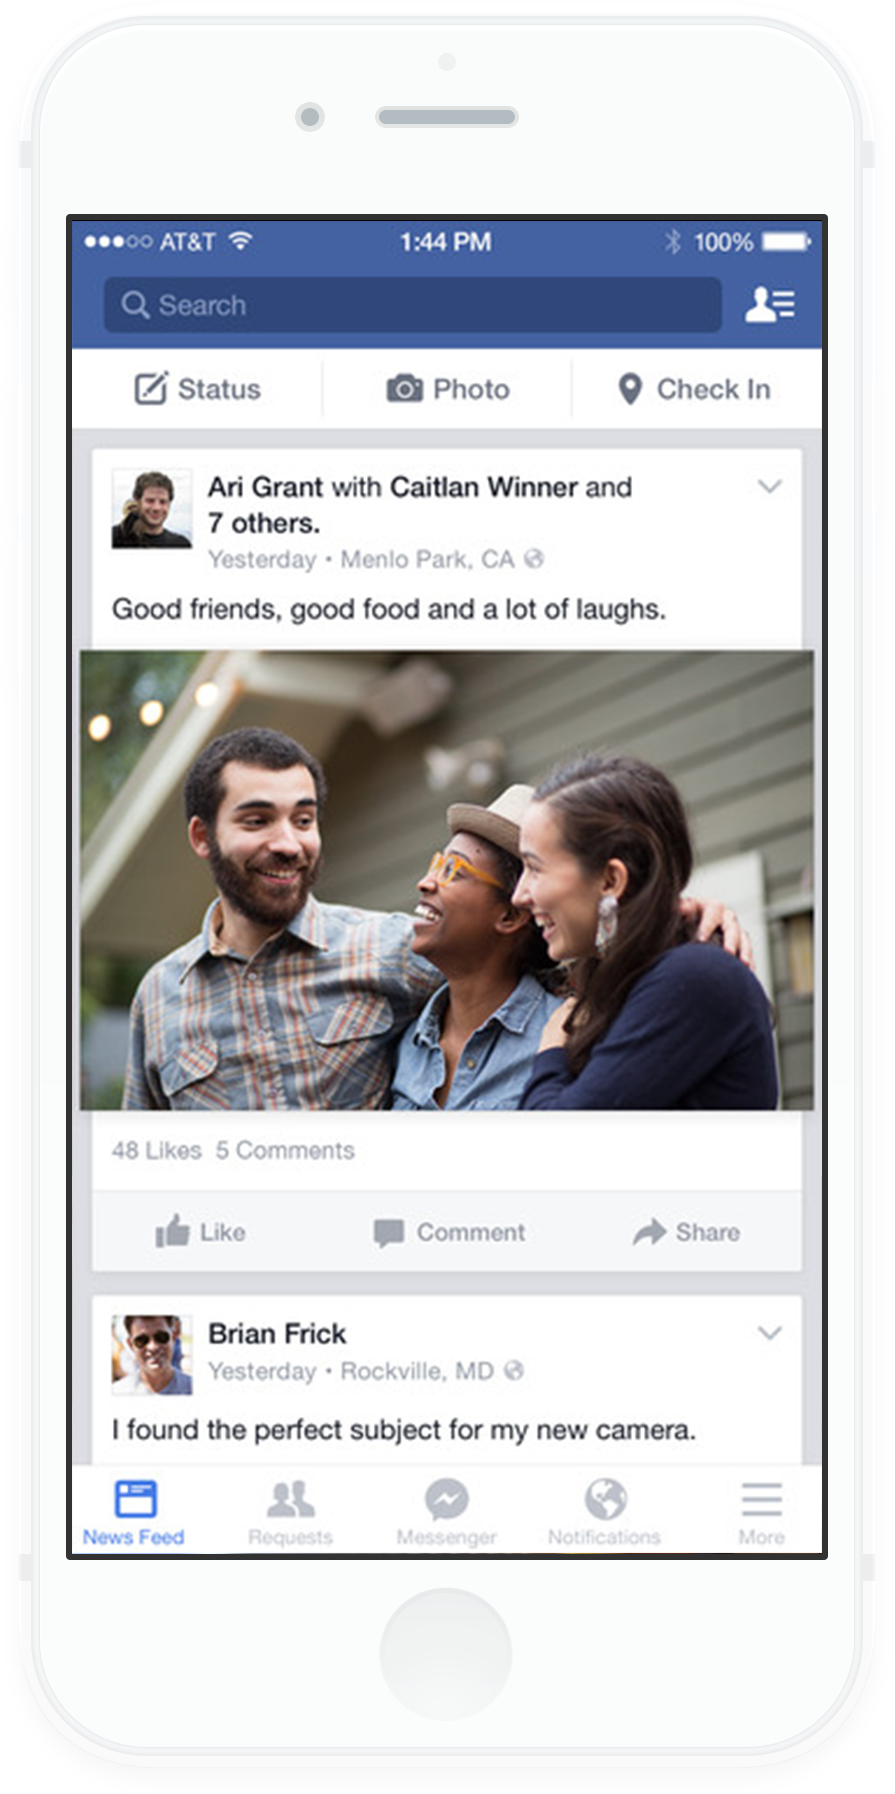 AT&T 1:44 PM 100%
Search
Status Photo Check In
Ari Grant with Caitlan Winner and
7 others.
Yesterday • Menlo Park, CA
Good friends, good food and a lot of laughs.
48 Likes 5 Comments
Like Comment Share
Brian Frick
Yesterday • Rockville, MD
I found the perfect subject for my new camera.
News Feed Requests Messenger Notifications More